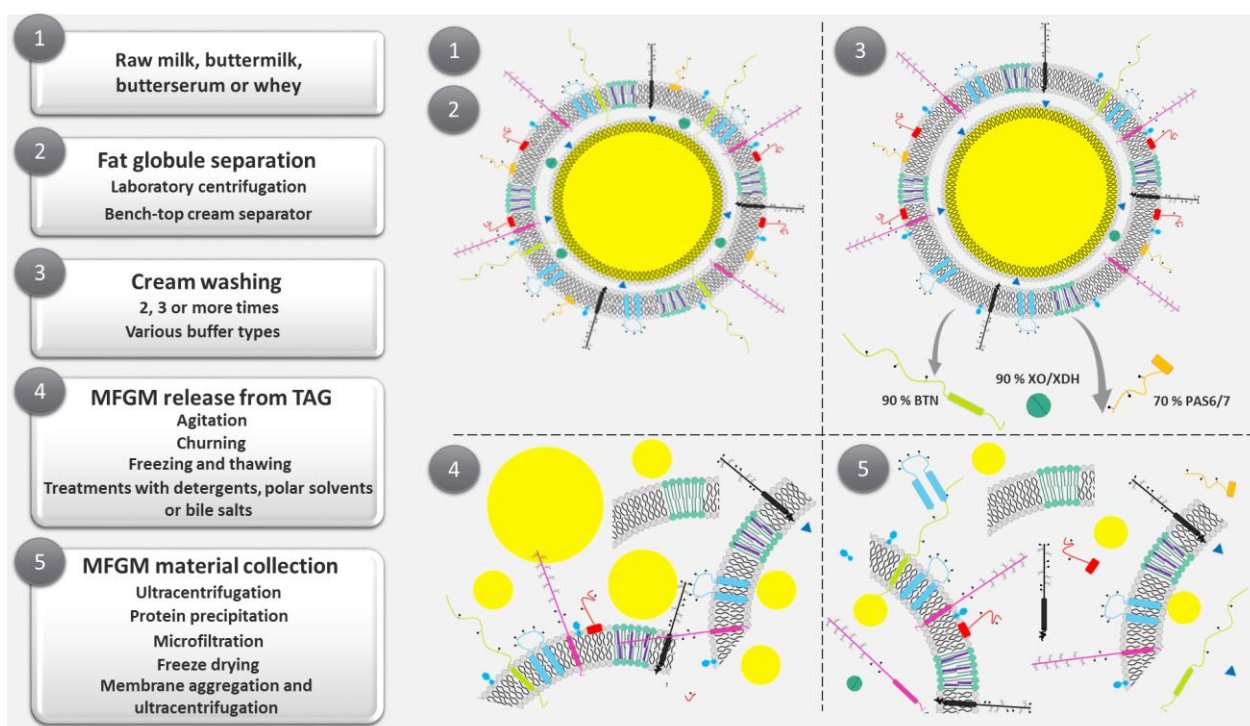 1
Raw milk, buttermilk,
butterserum or whey
2
Fat globule separation
Laboratory centrifugation
Bench-top cream separator
3
Cream washing
2, 3 or more times
Various buffer types
4
MFGM release from TAG
Agitation
Churning
Freezing and thawing
Treatments with detergents, polar solvents
or bile salts
5
MFGM material collection
Ultracentrifugation
Protein precipitation
Microfiltration
Freeze drying
Membrane aggregation and
ultracentrifugation
1
2
3
90 % BTN
90 % XO/XDH
70 % PAS6/7
4
5